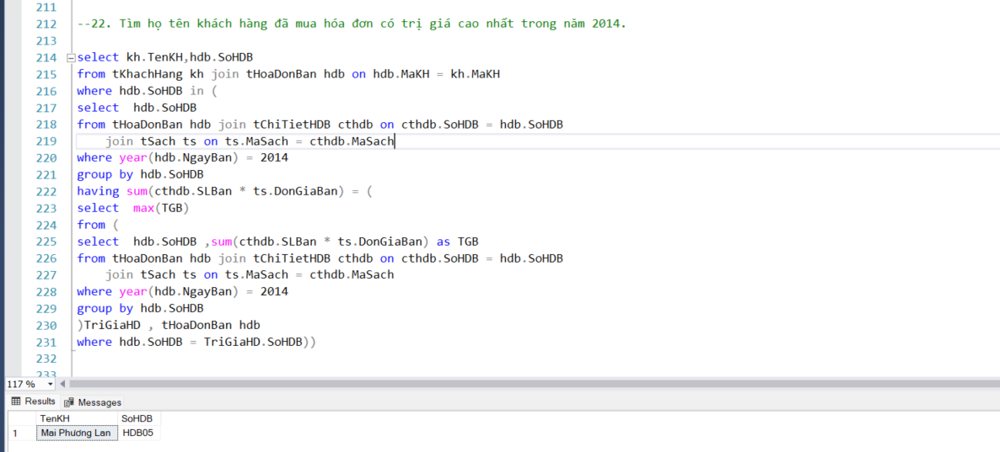 211
212 --22. Tìm họ tên khách hàng đã mua hóa đơn có trị giá cao nhất trong năm 2014.
213
214 select kh.TenKH,hdb.SoHDB
215 from tKhachHang kh join tHoaDonBan hdb on hdb.MaKH = kh.MaKH
216 where hdb.SoHDB in (
217 select  hdb.SoHDB
218 from tHoaDonBan hdb join tChiTietHDB cthdb on cthdb.SoHDB = hdb.SoHDB
219     join tSach ts on ts.MaSach = cthdb.MaSach
220 where year(hdb.NgayBan) = 2014
221 group by hdb.SoHDB
222 having sum(cthdb.SLBan * ts.DonGiaBan) = (
223 select  max(TGB)
224 from (
225 select  hdb.SoHDB ,sum(cthdb.SLBan * ts.DonGiaBan) as TGB
226 from tHoaDonBan hdb join tChiTietHDB cthdb on cthdb.SoHDB = hdb.SoHDB
227     join tSach ts on ts.MaSach = cthdb.MaSach
228 where year(hdb.NgayBan) = 2014
229 group by hdb.SoHDB
230 )TriGiaHD , tHoaDonBan hdb
231 where hdb.SoHDB = TriGiaHD.SoHDB))
232
233
117 %
Results Messages
TenKH SoHDB
1 Mai Phương Lan HDB05